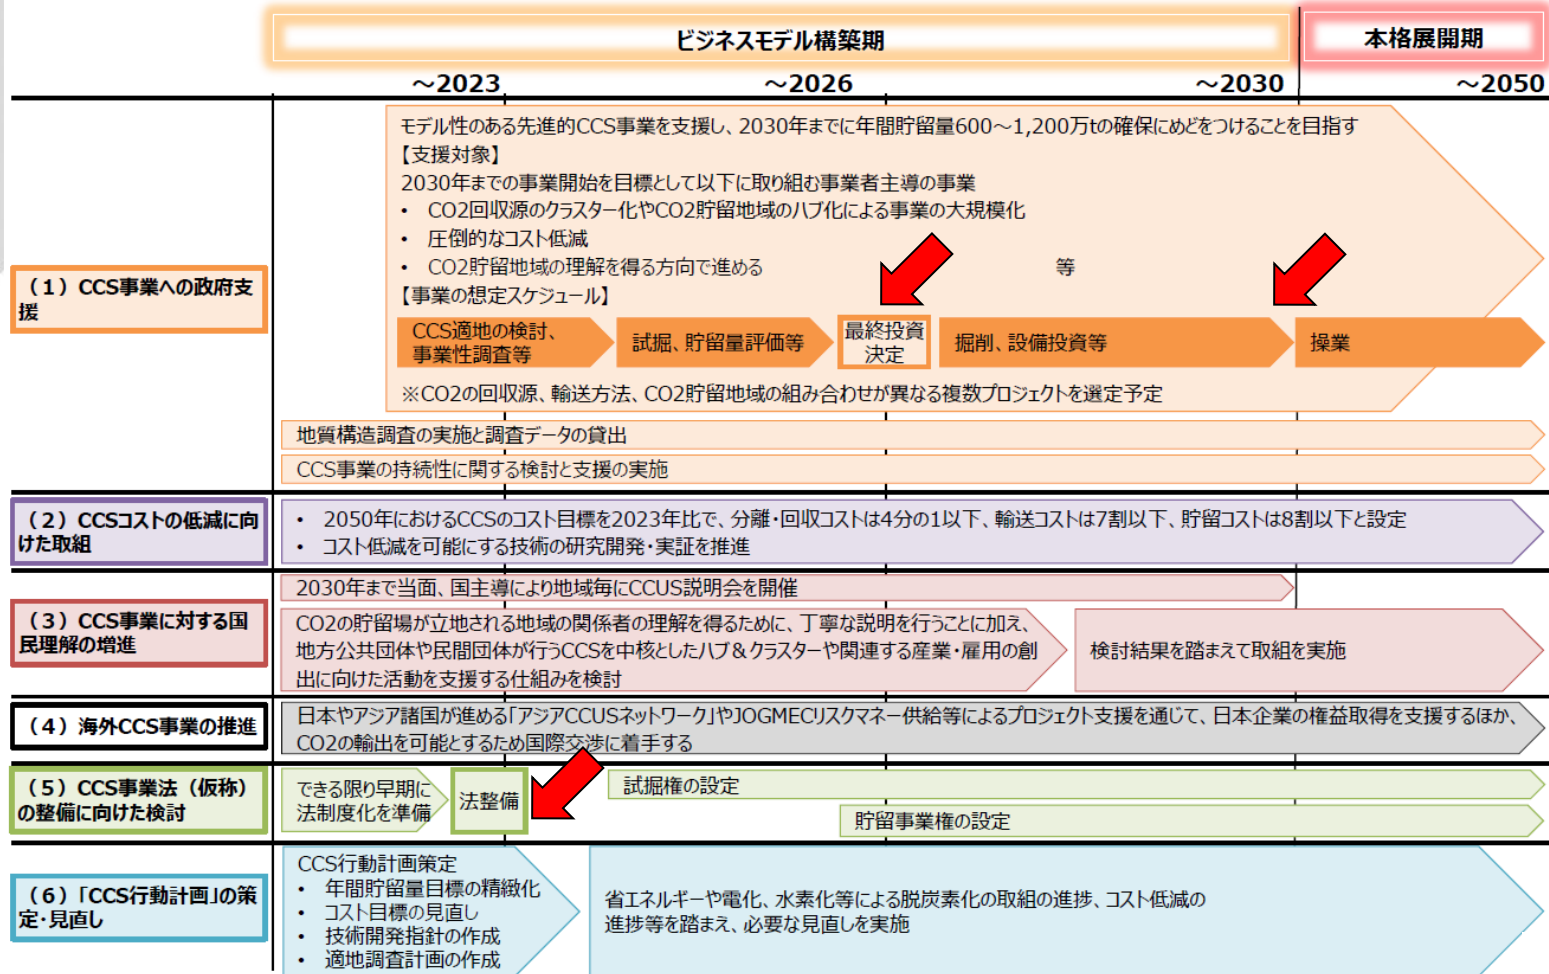 ビジネスモデル構築期
本格展開期
～2023
～2026
～2030
～2050
（１）CCS事業への政府支
援
モデル性のある先進的CCS事業を支援し、2030年までに年間貯留量600～1,200万tの確保にめどをつけることを目指す
【支援対象】
2030年までの事業開始を目標として以下に取り組む事業者主導の事業
• CO2回収源のクラスター化やCO2貯留地域のハブ化による事業の大規模化
• 圧倒的なコスト低減
• CO2貯留地域の理解を得る方向で進める 等
【事業の想定スケジュール】
CCS適地の検討、
事業性調査等
試掘、貯留量評価等
最終投資
決定
掘削、設備投資等
操業
※CO2の回収源、輸送方法、CO2貯留地域の組み合わせが異なる複数プロジェクトを選定予定
地質構造調査の実施と調査データの貸出
CCS事業の持続性に関する検討と支援の実施
（２）CCSコストの低減に向
けた取組
• 2050年におけるCCSのコスト目標を2023年比で、分離・回収コストは4分の1以下、輸送コストは7割以下、貯留コストは8割以下と設定
• コスト低減を可能にする技術の研究開発・実証を推進
（３）CCS事業に対する国
民理解の増進
2030年まで当面、国主導により地域毎にCCUS説明会を開催
CO2の貯留場が立地される地域の関係者の理解を得るために、丁寧な説明を行うことに加え、
地方公共団体や民間団体が行うCCSを中核としたハブ＆クラスターや関連する産業・雇用の創
出に向けた活動を支援する仕組みを検討
検討結果を踏まえて取組を実施
（４）海外CCS事業の推進
日本やアジア諸国が進める「アジアCCUSネットワーク」やJOGMECリスクマネー供給等によるプロジェクト支援を通じて、日本企業の権益取得を支援するほか、
CO2の輸出を可能とするため国際交渉に着手する
（５）CCS事業法（仮称）
の整備に向けた検討
できる限り早期に
法制度化を準備
法整備
試掘権の設定
貯留事業権の設定
（６）「CCS行動計画」の策
定・見直し
CCS行動計画策定
• 年間貯留量目標の精緻化
• コスト目標の見直し
• 技術開発指針の作成
• 適地調査計画の作成
省エネルギーや電化、水素化等による脱炭素化の取組の進捗、コスト低減の
進捗等を踏まえ、必要な見直しを実施